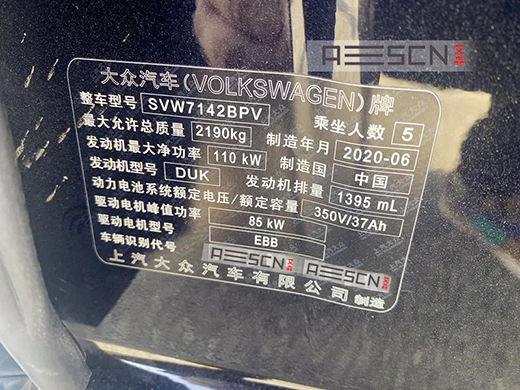 AESCN
大众汽车(VOLKSWAGEN)牌
整车型号 SVW7142BPV 乘坐人数 5
最大允许总质量 2190kg 制造年月 2020-06
发动机最大净功率 110 kW 制造国 中国
发动机型号 DUK 发动机排量 1395 mL
动力电池系统额定电压/额定容量 350V/37Ah
驱动电机峰值功率 85 kW
驱动电机型号 EBB
车辆识别代号 AESCN AESCN
上汽大众汽车有限公司 制造